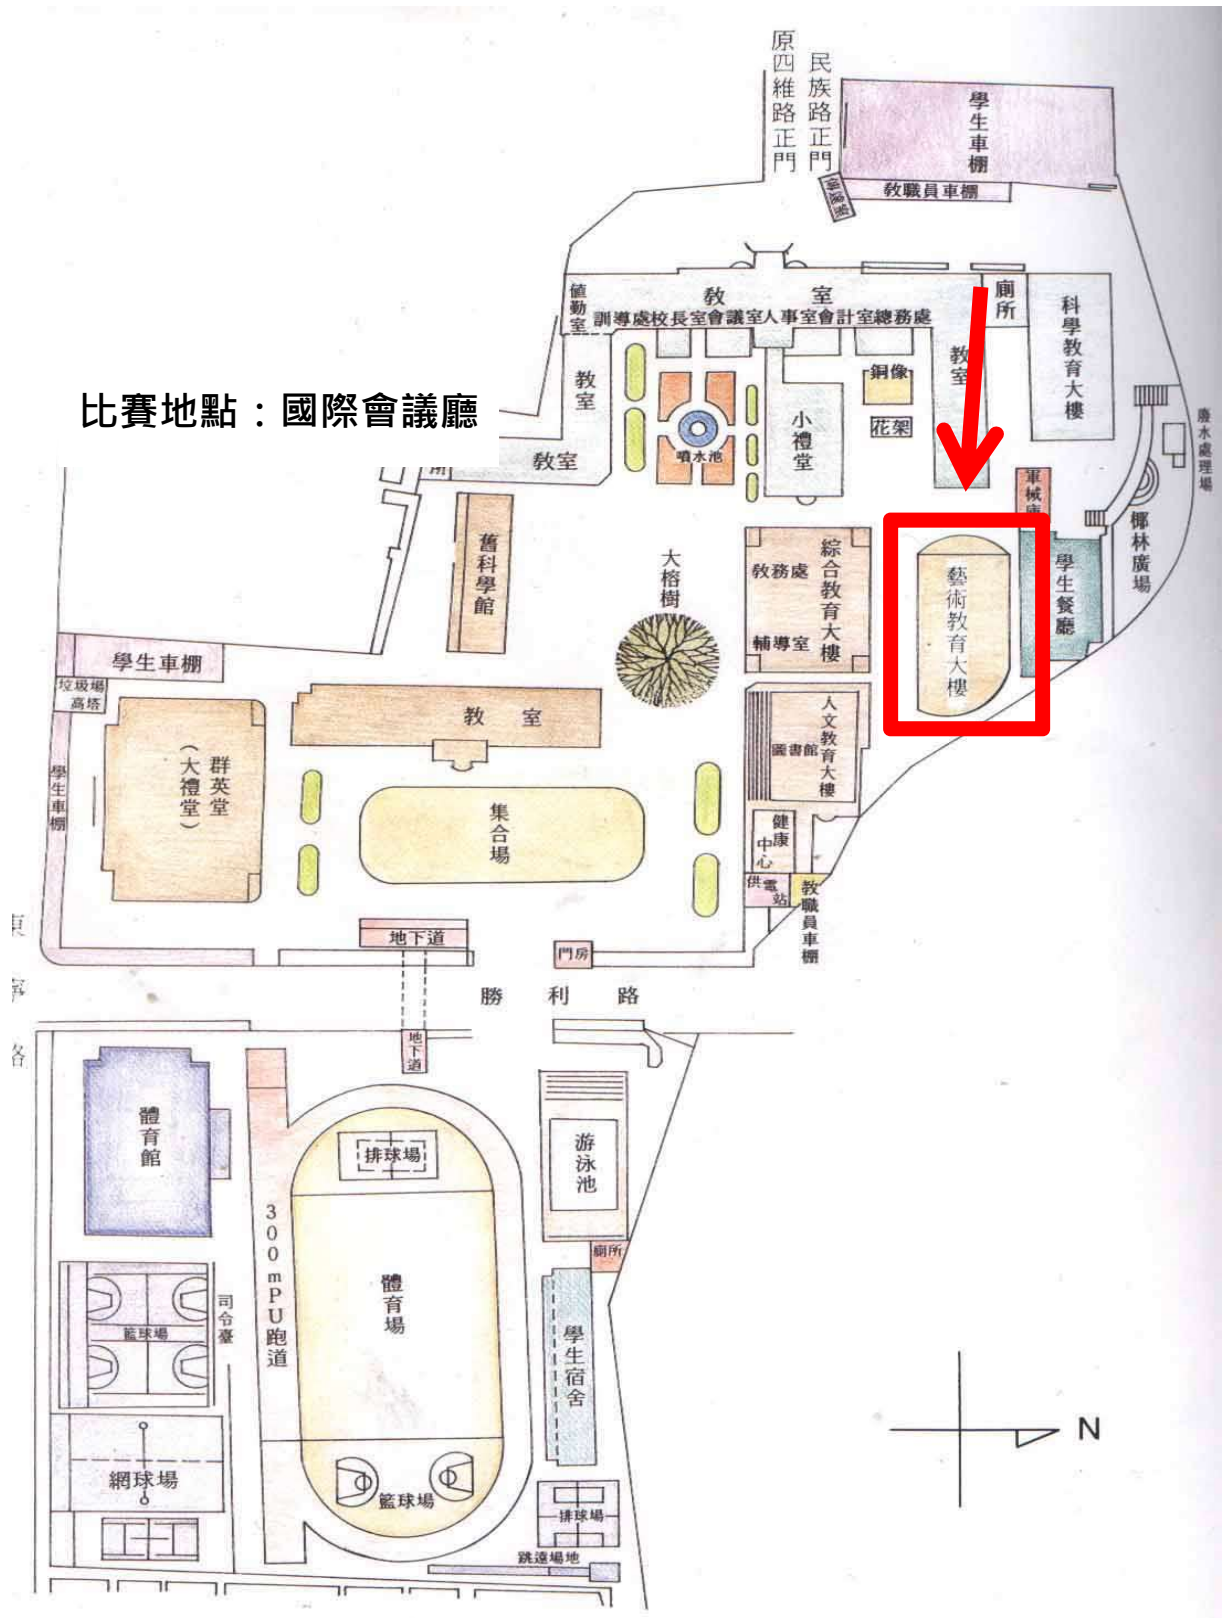 原四維路正門
民族路正門
學生車棚
教職員車棚
傳達室
值勤室
教室
訓導處校長室會議室人事室會計室總務處
廁所
科學教育大樓
教室
教室
銅像
花架
小禮堂
噴水池
教室
比賽地點：國際會議廳
所
廢水處理場
椰林廣場
軍械庫
舊科學館
大榕樹
教務處
綜合教育大樓
輔導室
藝術教育大樓
學生餐廳
學生車棚
垃圾場
高塔
教室
人文教育大樓
圖書館
學生車棚
群英堂
（大禮堂）
集合場
健康
中心
供電站
教職員車棚
地下道
門房
東寧路
勝利路
地下道
體育館
排球場
游泳池
300mPU跑道
廁所
體育場
司令臺
籃球場
學生宿舍
網球場
籃球場
排球場
跳遠場地
N